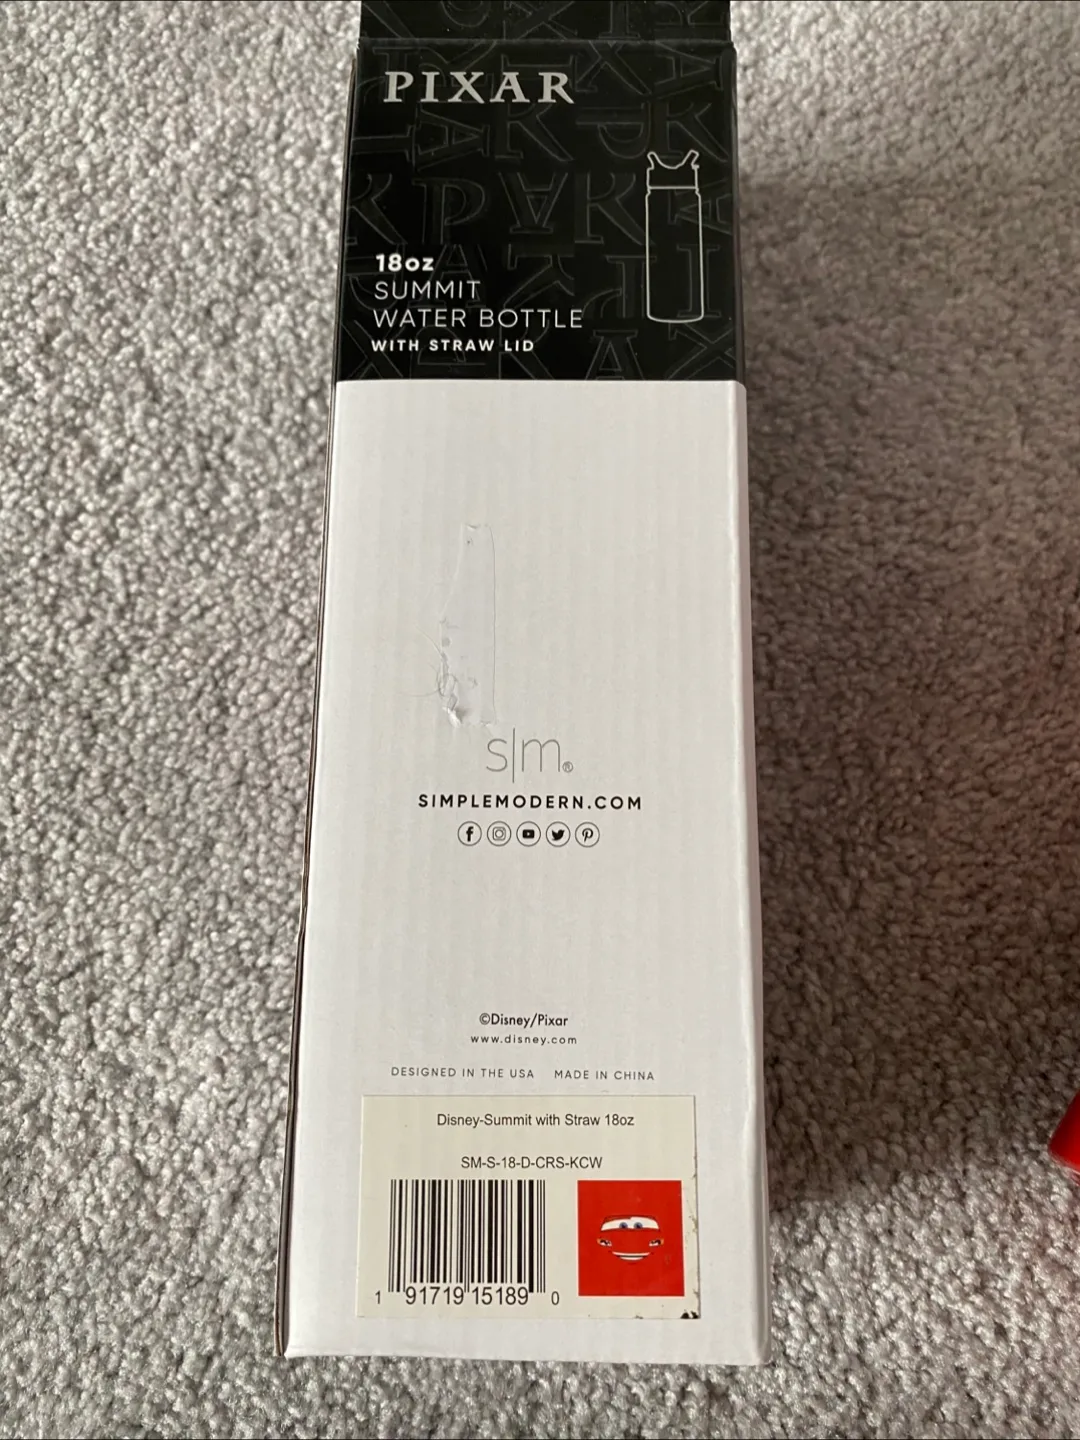 PIXAR
18oz
SUMMIT
WATER BOTTLE
WITH STRAW LID
s|m®
SIMPLEMODERN.COM
©Disney/Pixar
www.disney.com
DESIGNED IN THE USA MADE IN CHINA
Disney-Summit with Straw 18oz
SM-S-18-D-CRS-KCW
1 91719 15189 0